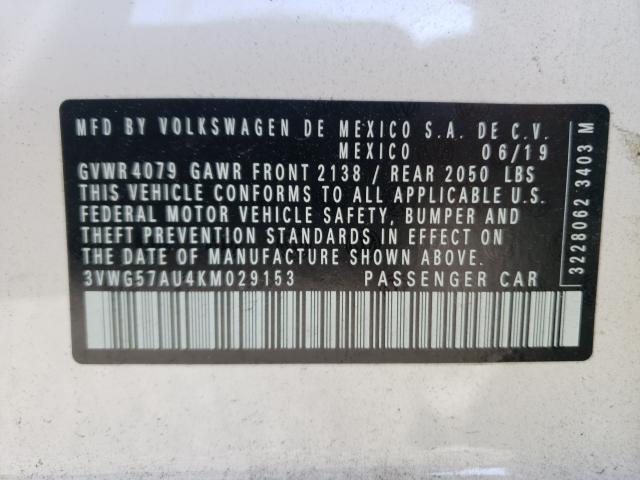 MFD BY VOLKSWAGEN DE MEXICO S.A. DE C.V.
MEXICO 06/19
GVWR4079 GAWR FRONT 2138 / REAR 2050 LBS
THIS VEHICLE CONFORMS TO ALL APPLICABLE U.S.
FEDERAL MOTOR VEHICLE SAFETY, BUMPER AND
THEFT PREVENTION STANDARDS IN EFFECT ON
THE DATE OF MANUFACTURE SHOWN ABOVE.
3VWG57AU4KM029153 PASSENGER CAR
3228062 3403 M